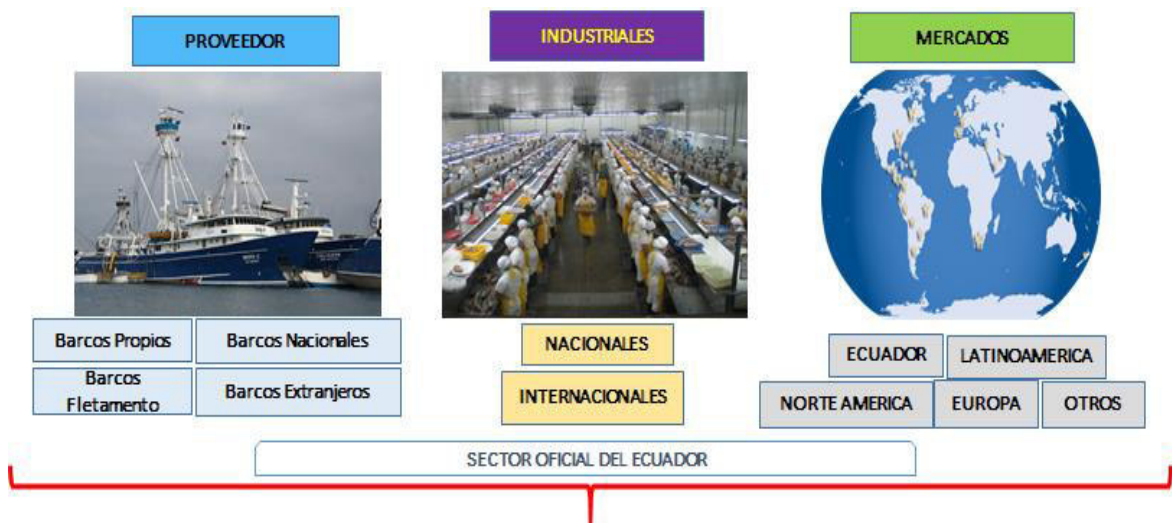 PROVEEDOR
INDUSTRIALES
MERCADOS
Barcos Propios
Barcos Nacionales
Barcos
Fletamento
Barcos Extranjeros
NACIONALES
INTERNACIONALES
ECUADOR
LATINOAMERICA
NORTE AMERICA
EUROPA
OTROS
SECTOR OFICIAL DEL ECUADOR